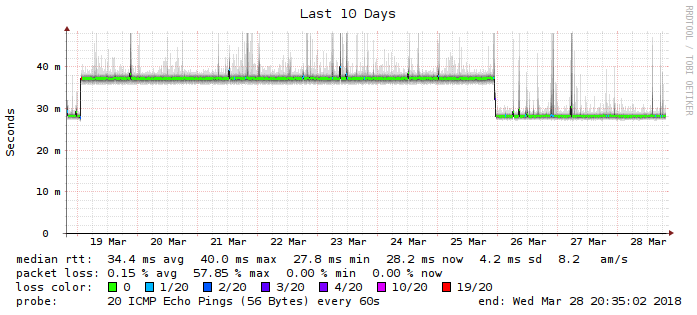 Last 10 Days
RRDTOOL / TOBI OETIKER
Seconds
40 m
30 m
20 m
10 m
0
19 Mar 20 Mar 21 Mar 22 Mar 23 Mar 24 Mar 25 Mar 26 Mar 27 Mar 28 Mar
median rtt: 34.4 ms avg 40.0 ms max 27.8 ms min 28.2 ms now 4.2 ms sd 8.2 am/s
packet loss: 0.15 % avg 57.85 % max 0.00 % min 0.00 % now
loss color: 0 1/20 2/20 3/20 4/20 10/20 19/20
probe: 20 ICMP Echo Pings (56 Bytes) every 60s end: Wed Mar 28 20:35:02 2018